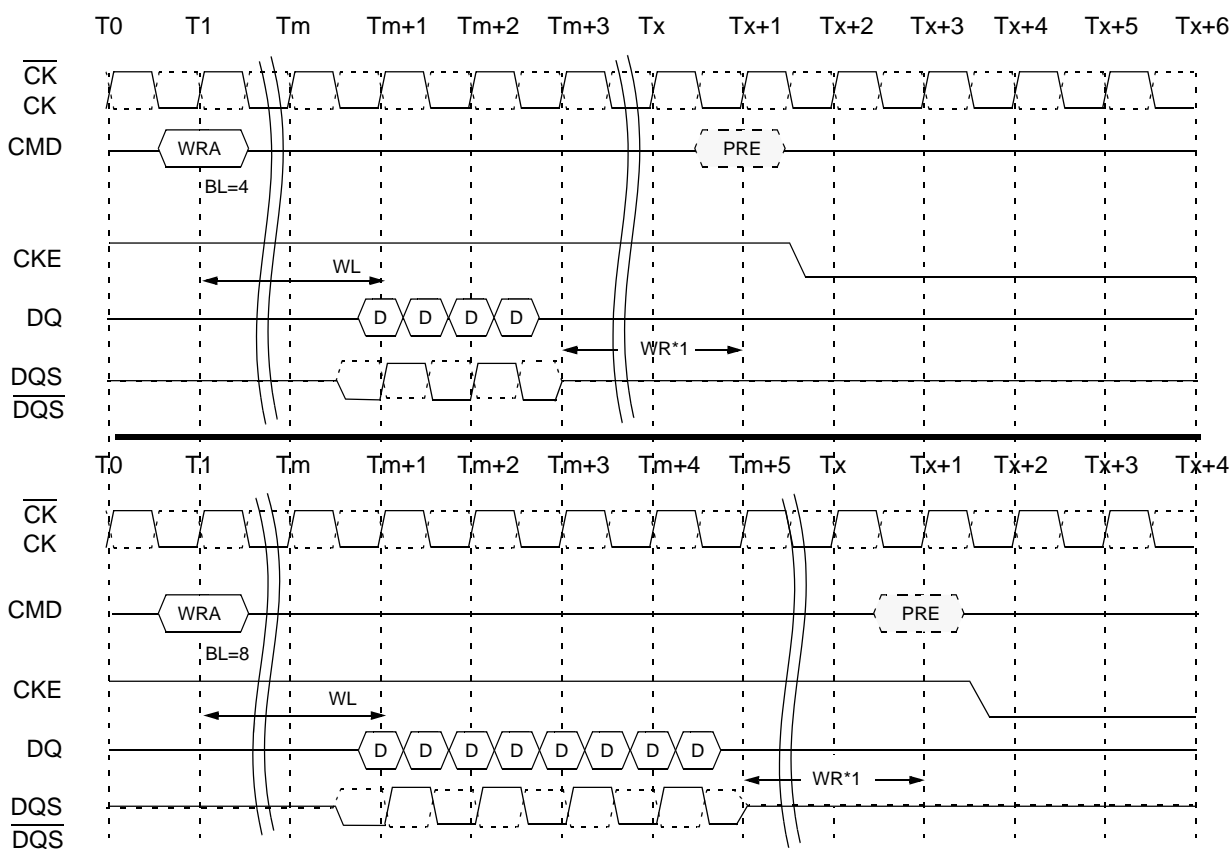 T0 T1 Tm Tm+1 Tm+2 Tm+3 Tx Tx+1 Tx+2 Tx+3 Tx+4 Tx+5 Tx+6
CK
CK
CMD WRA PRE
BL=4
CKE
WL
DQ D D D D
WR*1
DQS
DQS
T0 T1 Tm Tm+1 Tm+2 Tm+3 Tm+4 Tm+5 Tx Tx+1 Tx+2 Tx+3 Tx+4
CK
CK
CMD WRA PRE
BL=8
CKE
WL
DQ D D D D D D D D
WR*1
DQS
DQS